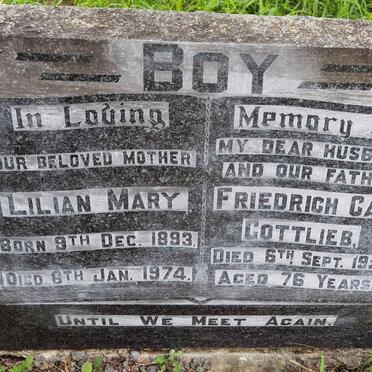 BOY
In Loving Memory
OUR BELOVED MOTHER
LILIAN MARY
BORN 9TH DEC. 1893.
DIED 8TH JAN. 1974.
MY DEAR HUSB
AND OUR FATH
FRIEDRICH CA
GOTTLIEB.
DIED 6TH SEPT. 19
AGED 76 YEARS
UNTIL WE MEET AGAIN.